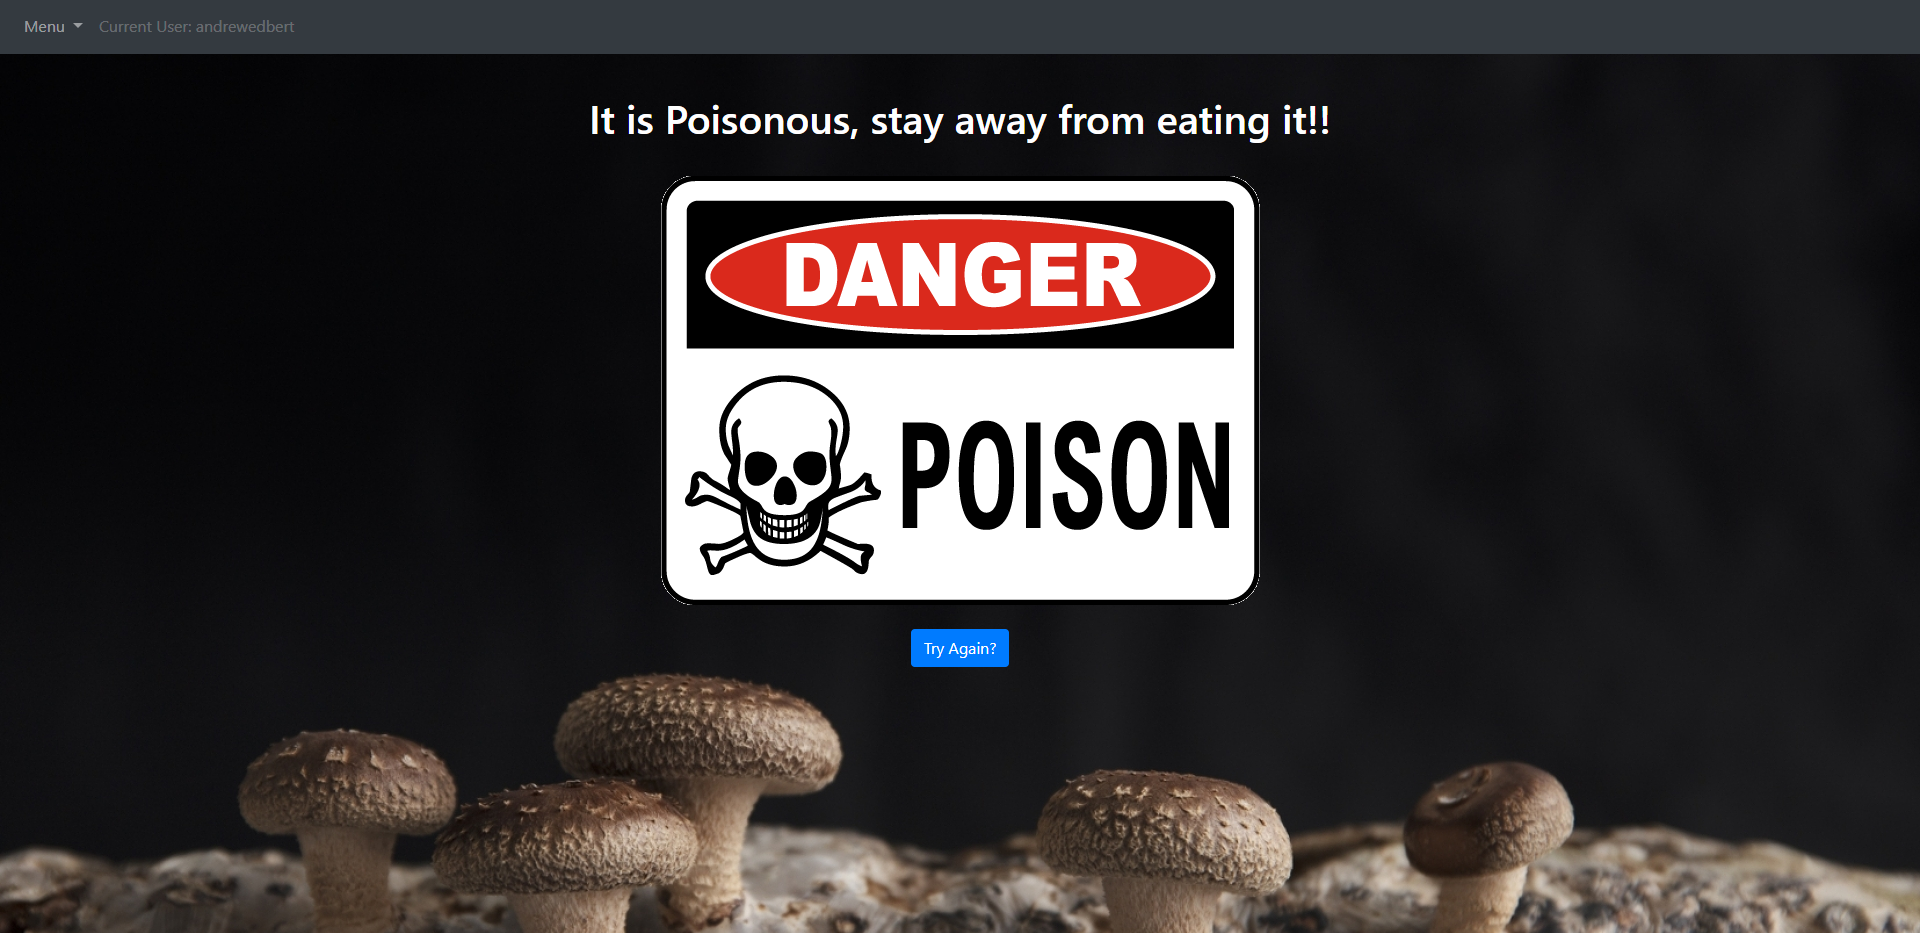 Menu Current User: andrewedbert
It is Poisonous, stay away from eating it!!
DANGER
POISON
Try Again?